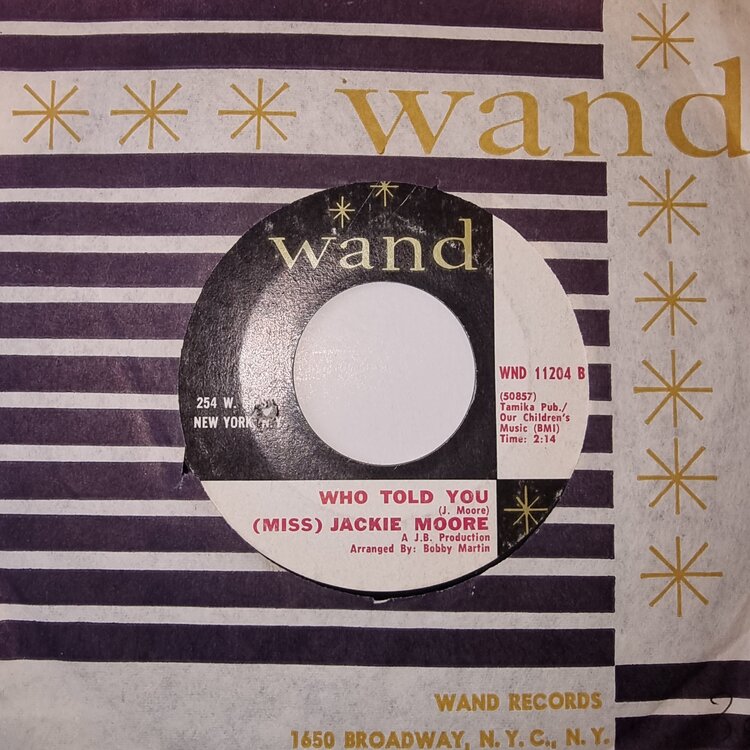 wand
wand
WND 11204 B
254 W.
NEW YORK, N.Y.
(50857)
Tamika Pub./
Our Children's
Music (BMI)
Time: 2:14
WHO TOLD YOU
(J. Moore)
(MISS) JACKIE MOORE
A J.B. Production
Arranged By: Bobby Martin
WAND RECORDS
1650 BROADWAY, N.Y.C., N.Y.